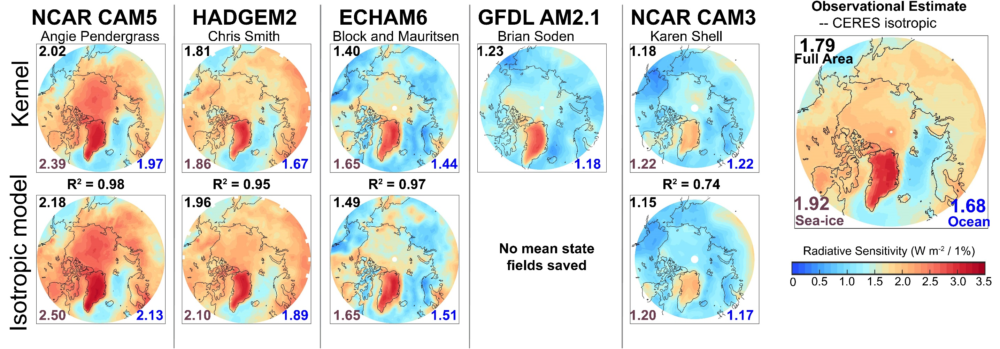 NCAR CAM5
Angie Pendergrass
HADGEM2
Chris Smith
ECHAM6
Block and Mauritsen
GFDL AM2.1
Brian Soden
NCAR CAM3
Karen Shell
Observational Estimate
-- CERES isotropic
Kernel
2.02
2.39
1.97
1.81
1.86
1.67
1.40
1.65
1.44
1.23
1.18
1.18
1.22
1.22
1.79
Full Area
1.92
Sea-ice
1.68
Ocean
R² = 0.98
R² = 0.95
R² = 0.97
R² = 0.74
Isotropic model
2.18
2.50
2.13
1.96
2.10
1.89
1.49
1.65
1.51
No mean state
fields saved
1.15
1.20
1.17
Radiative Sensitivity (W m⁻² / 1%)
0 0.5 1.0 1.5 2.0 2.5 3.0 3.5